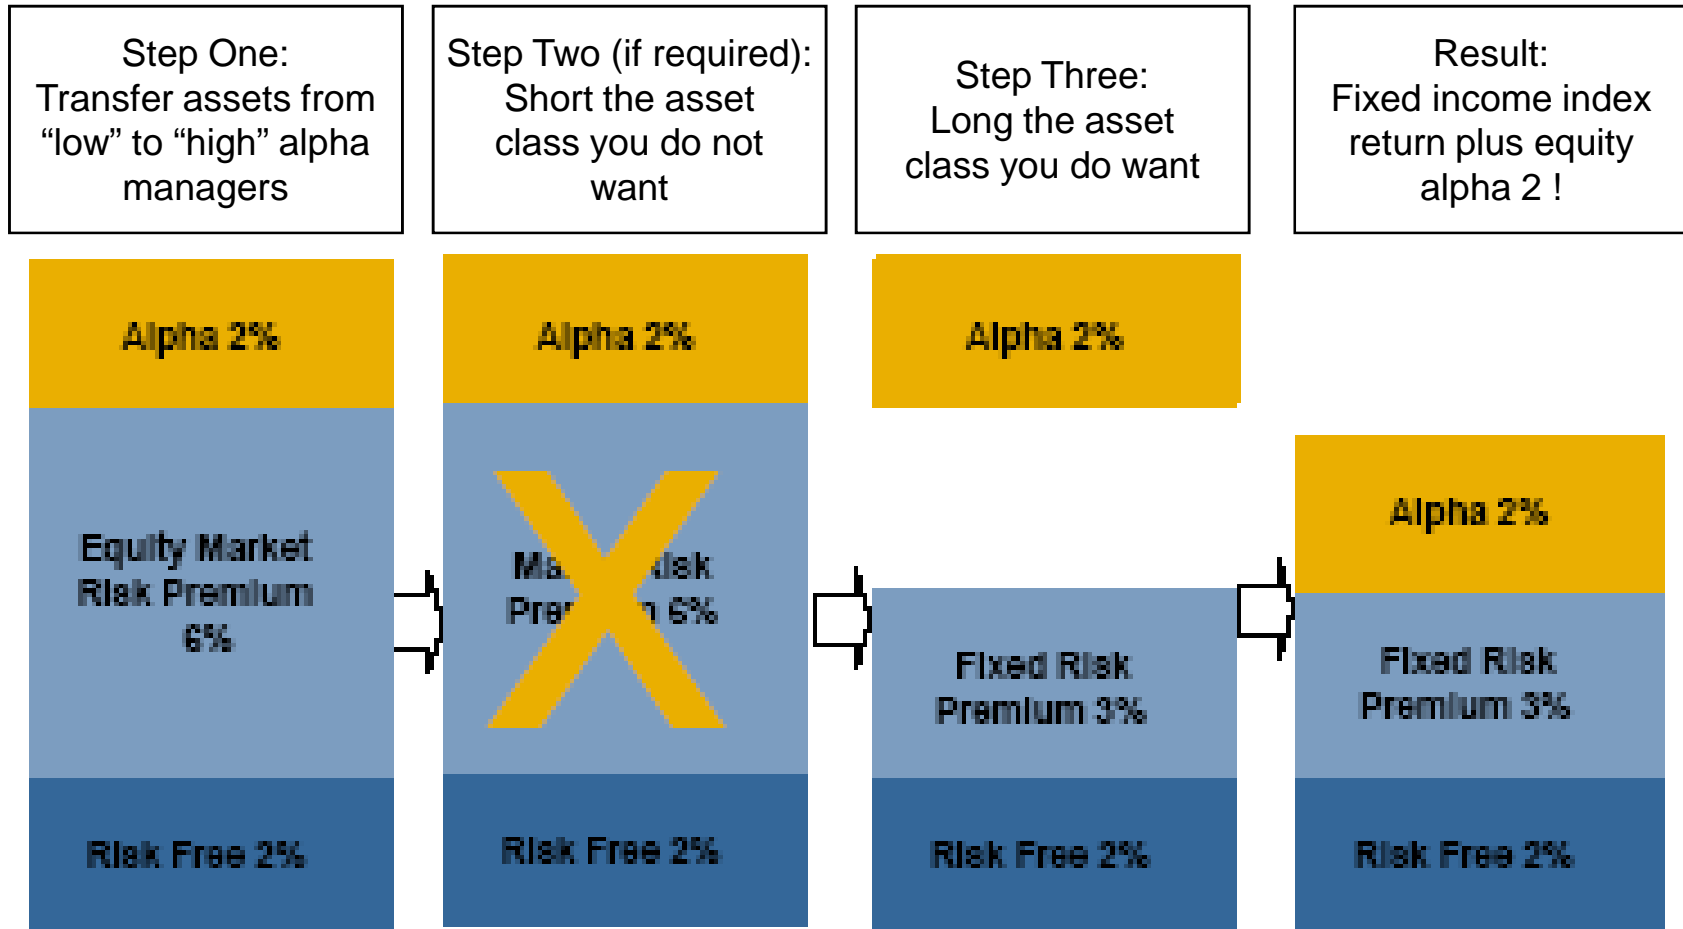 Step One:
Transfer assets from
“low” to “high” alpha
managers
Step Two (if required):
Short the asset
class you do not
want
Step Three:
Long the asset
class you do want
Result:
Fixed income index
return plus equity
alpha 2 !
Alpha 2%
Equity Market
Risk Premium
6%
Risk Free 2%
Alpha 2%
6%
Risk Free 2%
Alpha 2%
Fixed Risk
Premium 3%
Risk Free 2%
Alpha 2%
Fixed Risk
Premium 3%
Risk Free 2%